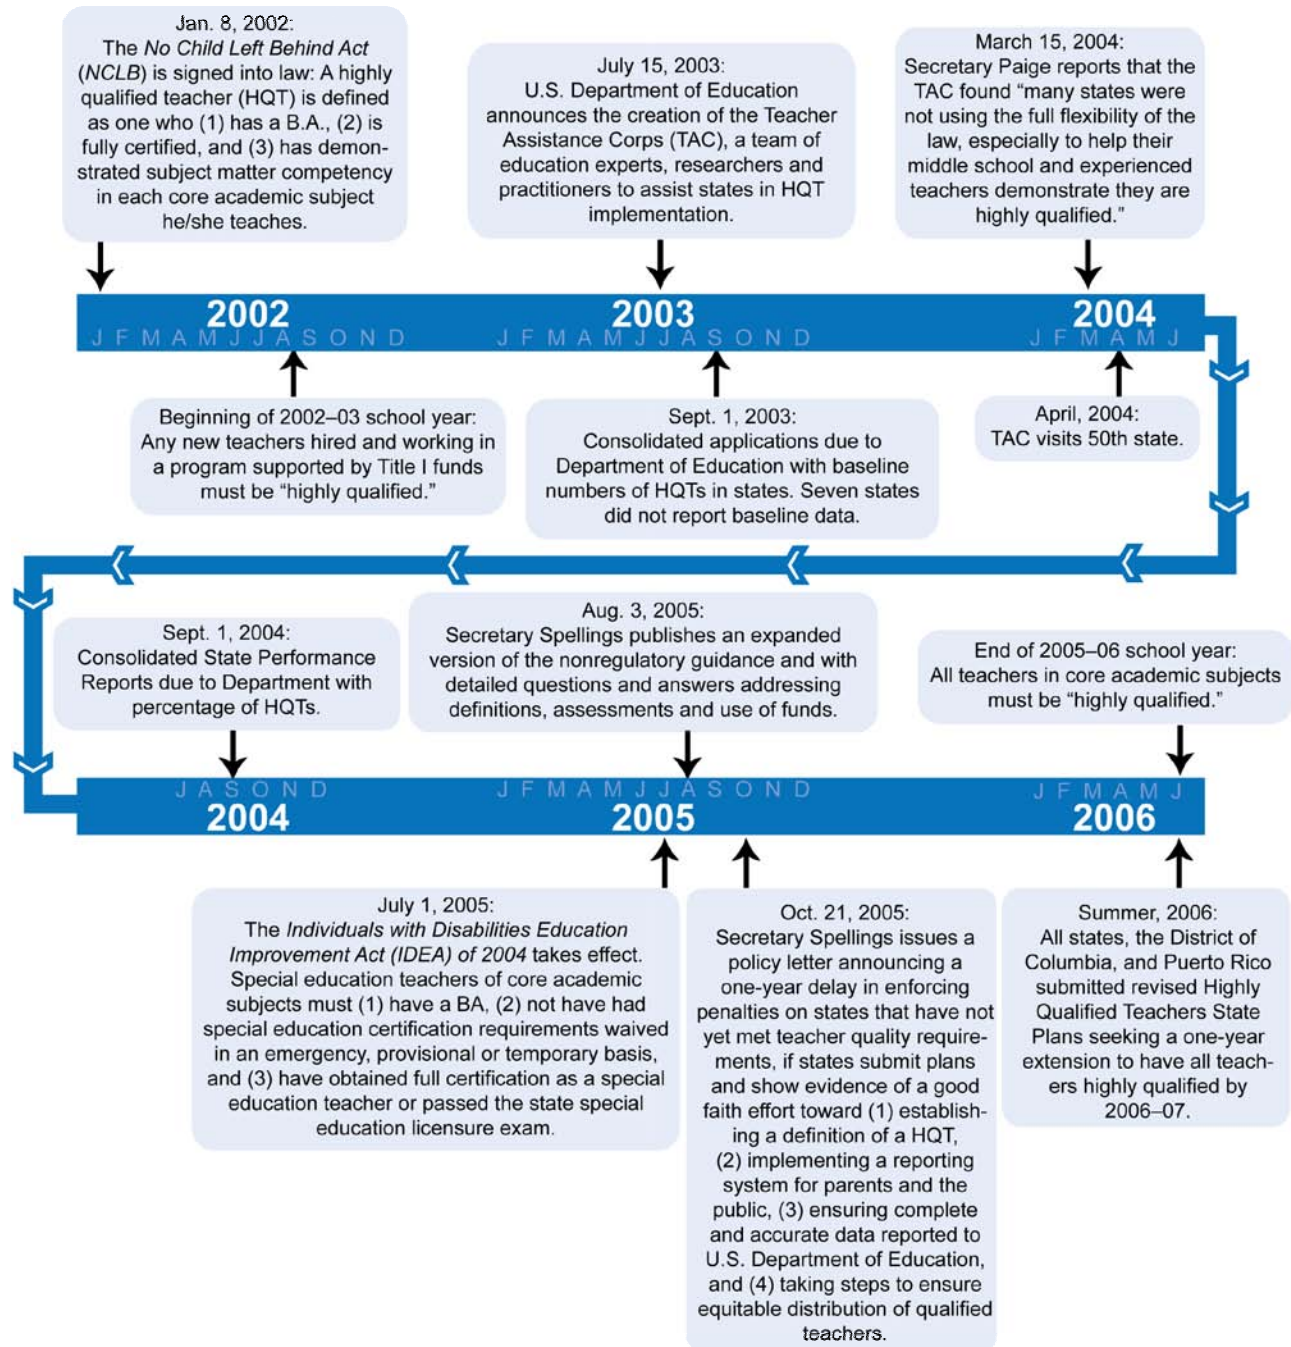 Jan. 8, 2002:
The No Child Left Behind Act
(NCLB) is signed into law: A highly
qualified teacher (HQT) is defined
as one who (1) has a B.A., (2) is
fully certified, and (3) has demon-
strated subject matter competency
in each core academic subject
he/she teaches.
July 15, 2003:
U.S. Department of Education
announces the creation of the Teacher
Assistance Corps (TAC), a team of
education experts, researchers and
practitioners to assist states in HQT
implementation.
March 15, 2004:
Secretary Paige reports that the
TAC found “many states were
not using the full flexibility of the
law, especially to help their
middle school and experienced
teachers demonstrate they are
highly qualified.”
2002
J F M A M J J A S O N D
2003
J F M A M J J A S O N D
2004
J F M A M J
Beginning of 2002–03 school year:
Any new teachers hired and working in
a program supported by Title I funds
must be “highly qualified.”
Sept. 1, 2003:
Consolidated applications due to
Department of Education with baseline
numbers of HQTs in states. Seven states
did not report baseline data.
April, 2004:
TAC visits 50th state.
Sept. 1, 2004:
Consolidated State Performance
Reports due to Department with
percentage of HQTs.
Aug. 3, 2005:
Secretary Spellings publishes an expanded
version of the nonregulatory guidance and with
detailed questions and answers addressing
definitions, assessments and use of funds.
End of 2005–06 school year:
All teachers in core academic subjects
must be “highly qualified.”
J A S O N D
2004
J F M A M J J A S O N D
2005
J F M A M J
2006
July 1, 2005:
The Individuals with Disabilities Education
Improvement Act (IDEA) of 2004 takes effect.
Special education teachers of core academic
subjects must (1) have a BA, (2) not have had
special education certification requirements waived
in an emergency, provisional or temporary basis,
and (3) have obtained full certification as a special
education teacher or passed the state special
education licensure exam.
Oct. 21, 2005:
Secretary Spellings issues a
policy letter announcing a
one-year delay in enforcing
penalties on states that have not
yet met teacher quality require-
ments, if states submit plans
and show evidence of a good
faith effort toward (1) establish-
ing a definition of a HQT,
(2) implementing a reporting
system for parents and the
public, (3) ensuring complete
and accurate data reported to
U.S. Department of Education,
and (4) taking steps to ensure
equitable distribution of qualified
teachers.
Summer, 2006:
All states, the District of
Columbia, and Puerto Rico
submitted revised Highly
Qualified Teachers State
Plans seeking a one-year
extension to have all teach-
ers highly qualified by
2006–07.